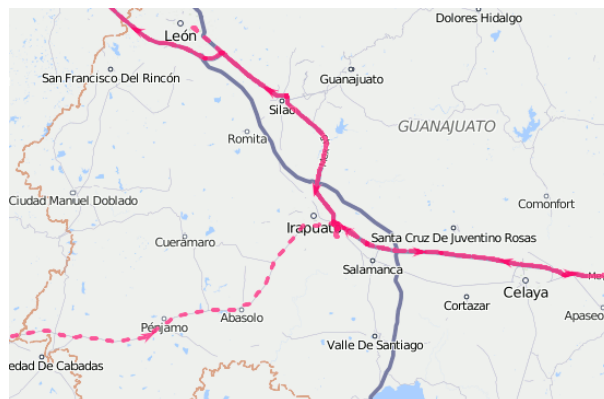 Dolores Hidalgo
León
San Francisco Del Rincón
Guanajuato
Silao
GUANAJUATO
Romita
Ciudad Manuel Doblado
Comonfort
Irapuato
Santa Cruz De Juventino Rosas
Cuerámaro
Salamanca
Celaya
Cortazar
Abasolo
Apaseo
Pénjamo
Valle De Santiago
edad De Cabadas